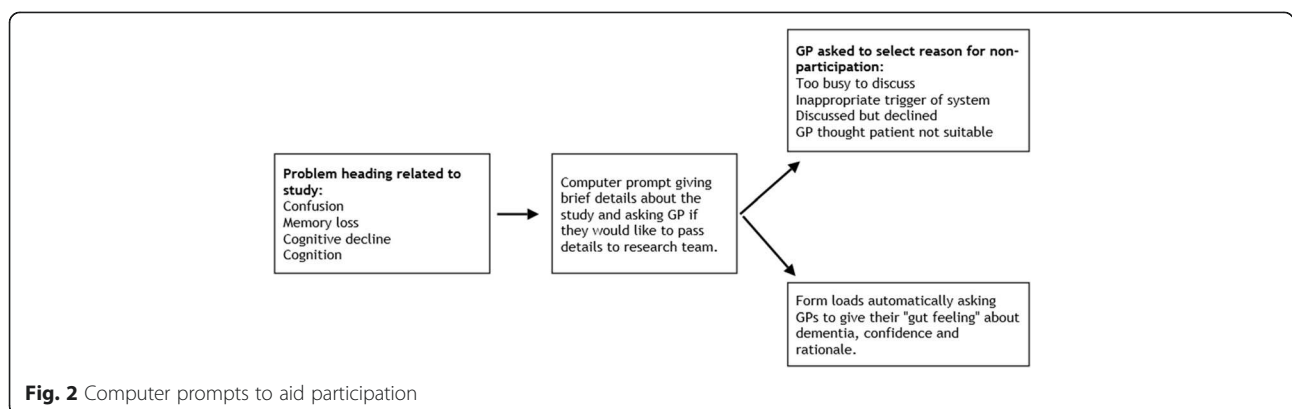 Problem heading related to
study:
Confusion
Memory loss
Cognitive decline
Cognition
Computer prompt giving
brief details about the
study and asking GP if
they would like to pass
details to research team.
GP asked to select reason for non-
participation:
Too busy to discuss
Inappropriate trigger of system
Discussed but declined
GP thought patient not suitable
Form loads automatically asking
GPs to give their "gut feeling" about
dementia, confidence and
rationale.
Fig. 2 Computer prompts to aid participation